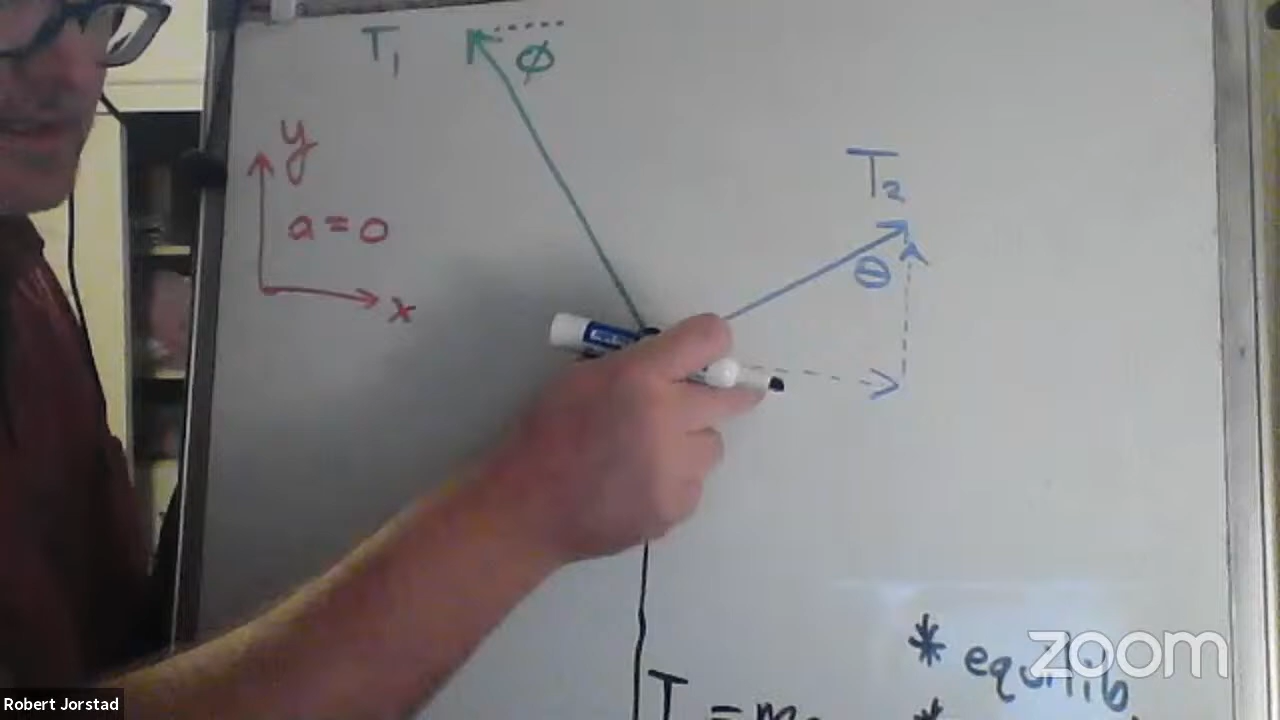 T₁
ϕ
y
a = 0
x
T₂
θ
* equilib
T = m
*
zoom
Robert Jorstad